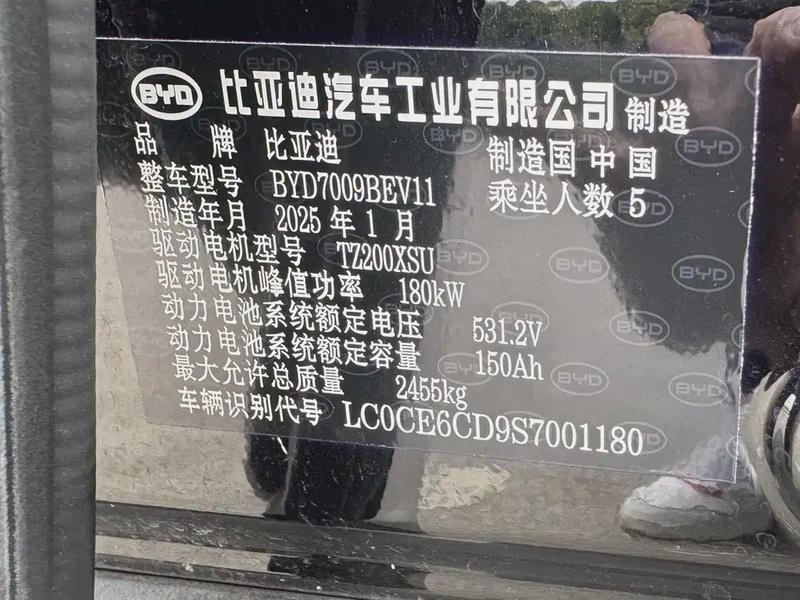 BYD 比亚迪汽车工业有限公司 制造
品 牌 比亚迪 制造国 中国
整车型号 BYD7009BEV11 乘坐人数 5
制造年月 2025 年 1 月
驱动电机型号 TZ200XSU
驱动电机峰值功率 180kW
动力电池系统额定电压 531.2V
动力电池系统额定容量 150Ah
最大允许总质量 2455kg
车辆识别代号 LC0CE6CD9S7001180